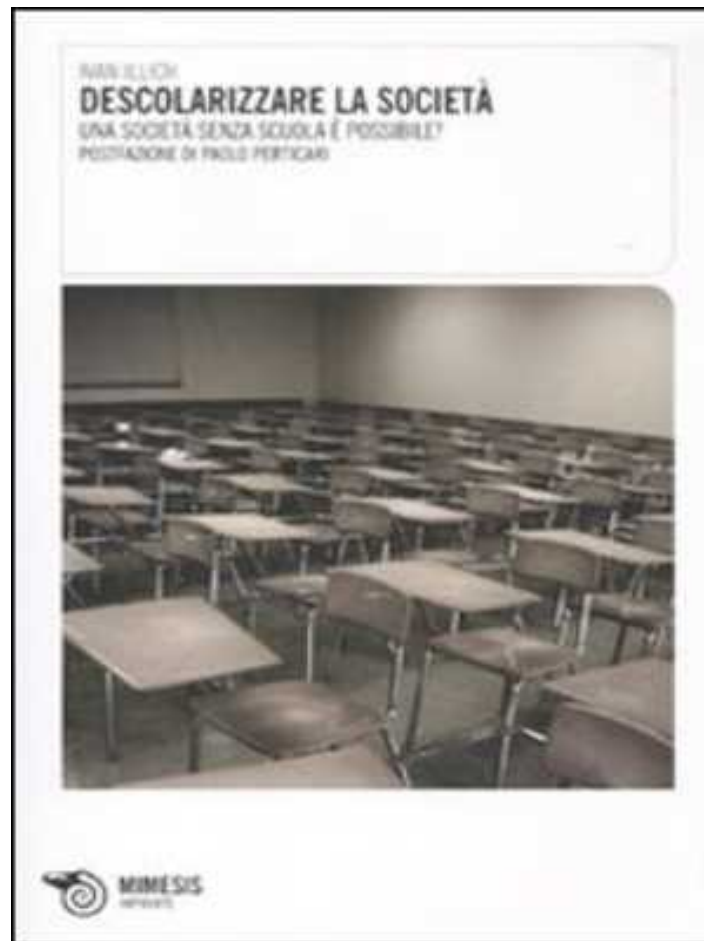 IVAN ILLICH
DESCOLARIZZARE LA SOCIETÀ
UNA SOCIETÀ SENZA SCUOLA È POSSIBILE?
POSTFAZIONE DI PAOLO PERTICARI
MIMESIS